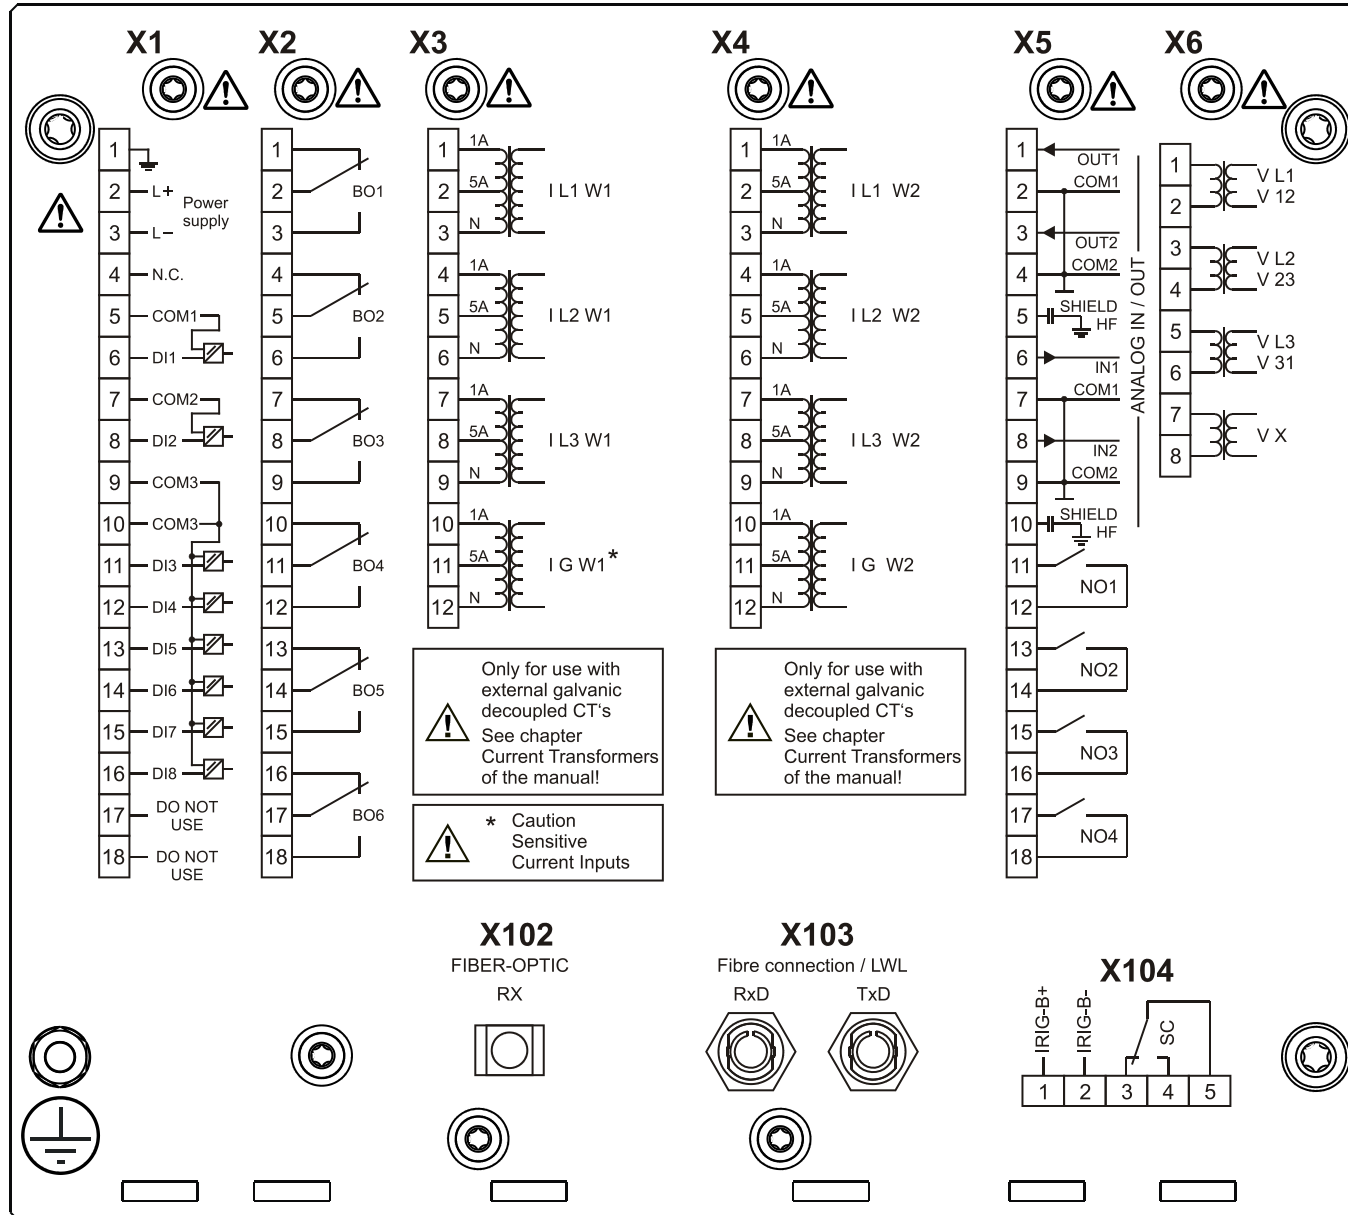 X1
1
2 L+
Power
supply
3 L–
4 N.C.
5 COM1
6 DI1
7 COM2
8 DI2
9 COM3
10 COM3
11 DI3
12 DI4
13 DI5
14 DI6
15 DI7
16 DI8
17 DO NOT
USE
18 DO NOT
USE
X2
1
2 BO1
3
4
5 BO2
6
7
8 BO3
9
10
11 BO4
12
13
14 BO5
15
16
17 BO6
18
X3
1 1A
2 5A I L1 W1
3 N
4 1A
5 5A I L2 W1
6 N
7 1A
8 5A I L3 W1
9 N
10 1A
11 5A I G W1*
12 N
Only for use with
external galvanic
decoupled CT‘s
See chapter
Current Transformers
of the manual!
* Caution
Sensitive
Current Inputs
X4
1 1A
2 5A I L1 W2
3 N
4 1A
5 5A I L2 W2
6 N
7 1A
8 5A I L3 W2
9 N
10 1A
11 5A I G W2
12 N
Only for use with
external galvanic
decoupled CT‘s
See chapter
Current Transformers
of the manual!
X5
1 OUT1
2 COM1
3 OUT2
4 COM2
5 SHIELD
HF
6 IN1
7 COM1
8 IN2
9 COM2
10 SHIELD
HF
ANALOG IN / OUT
11
NO1
12
13
NO2
14
15
NO3
16
17
NO4
18
X6
1 V L1
2 V 12
3 V L2
4 V 23
5 V L3
6 V 31
7
V X
8
X102
FIBER-OPTIC
RX
X103
Fibre connection / LWL
RxD TxD
X104
IRIG-B+
IRIG-B-
SC
1 2 3 4 5